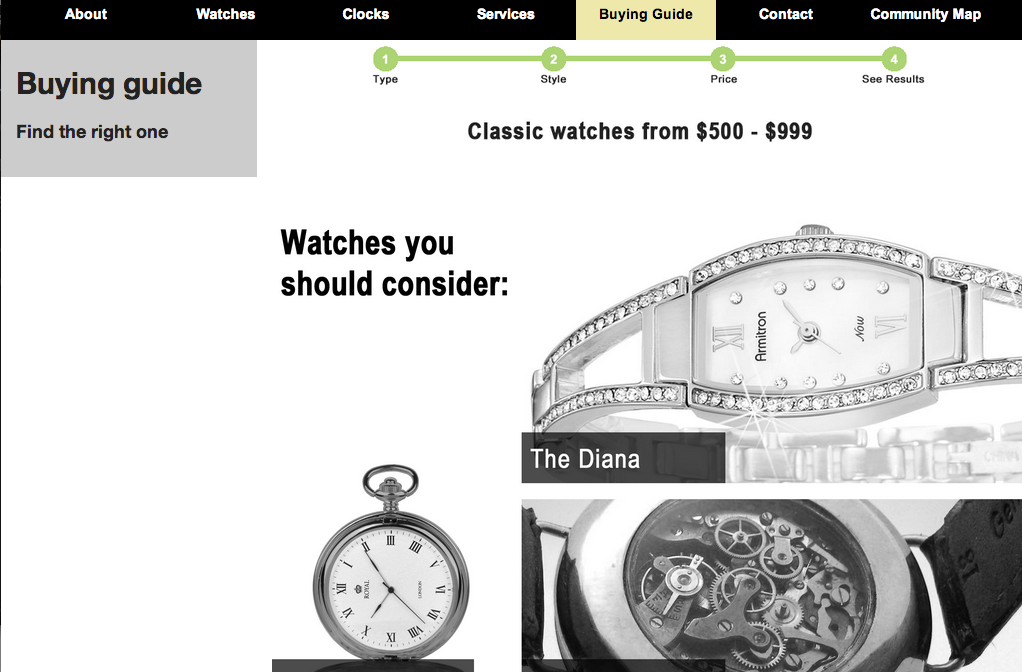 About
Watches
Clocks
Services
Buying Guide
Contact
Community Map
Buying guide
Find the right one
1
2
3
4
Type
Style
Price
See Results
Classic watches from $500 - $999
Watches you
should consider:
XII
Armitron
Now
VI
The Diana
ROYAL
LONDON